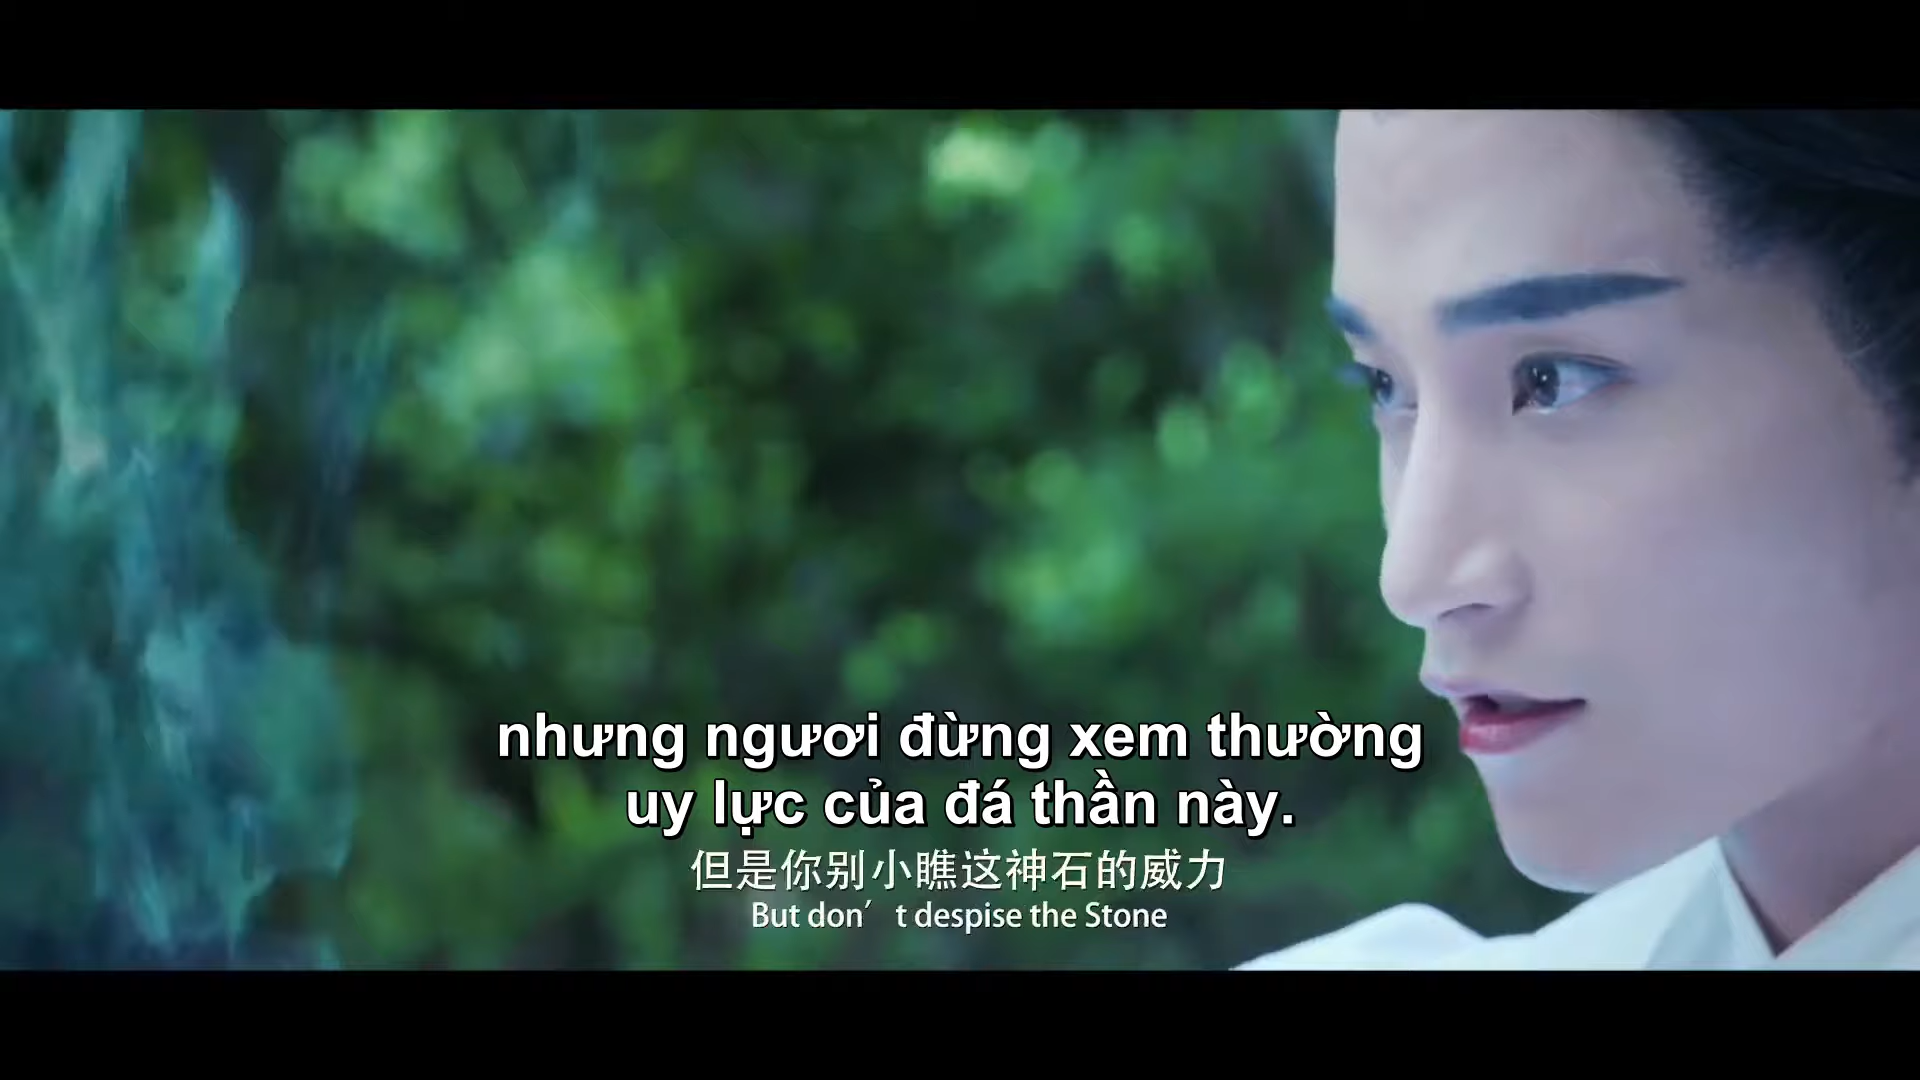 nhưng ngươi đừng xem thường
uy lực của đá thần này.
但是你别小瞧这神石的威力
But don't despise the Stone